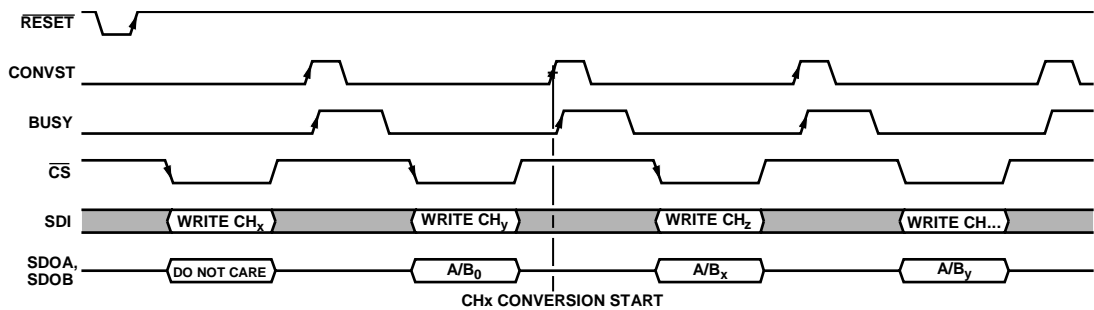 RESET
CONVST
BUSY
CS
SDI WRITE CHx WRITE CHy WRITE CHz WRITE CH...
SDOA,
SDOB DO NOT CARE A/B0 A/Bx A/By
CHx CONVERSION START